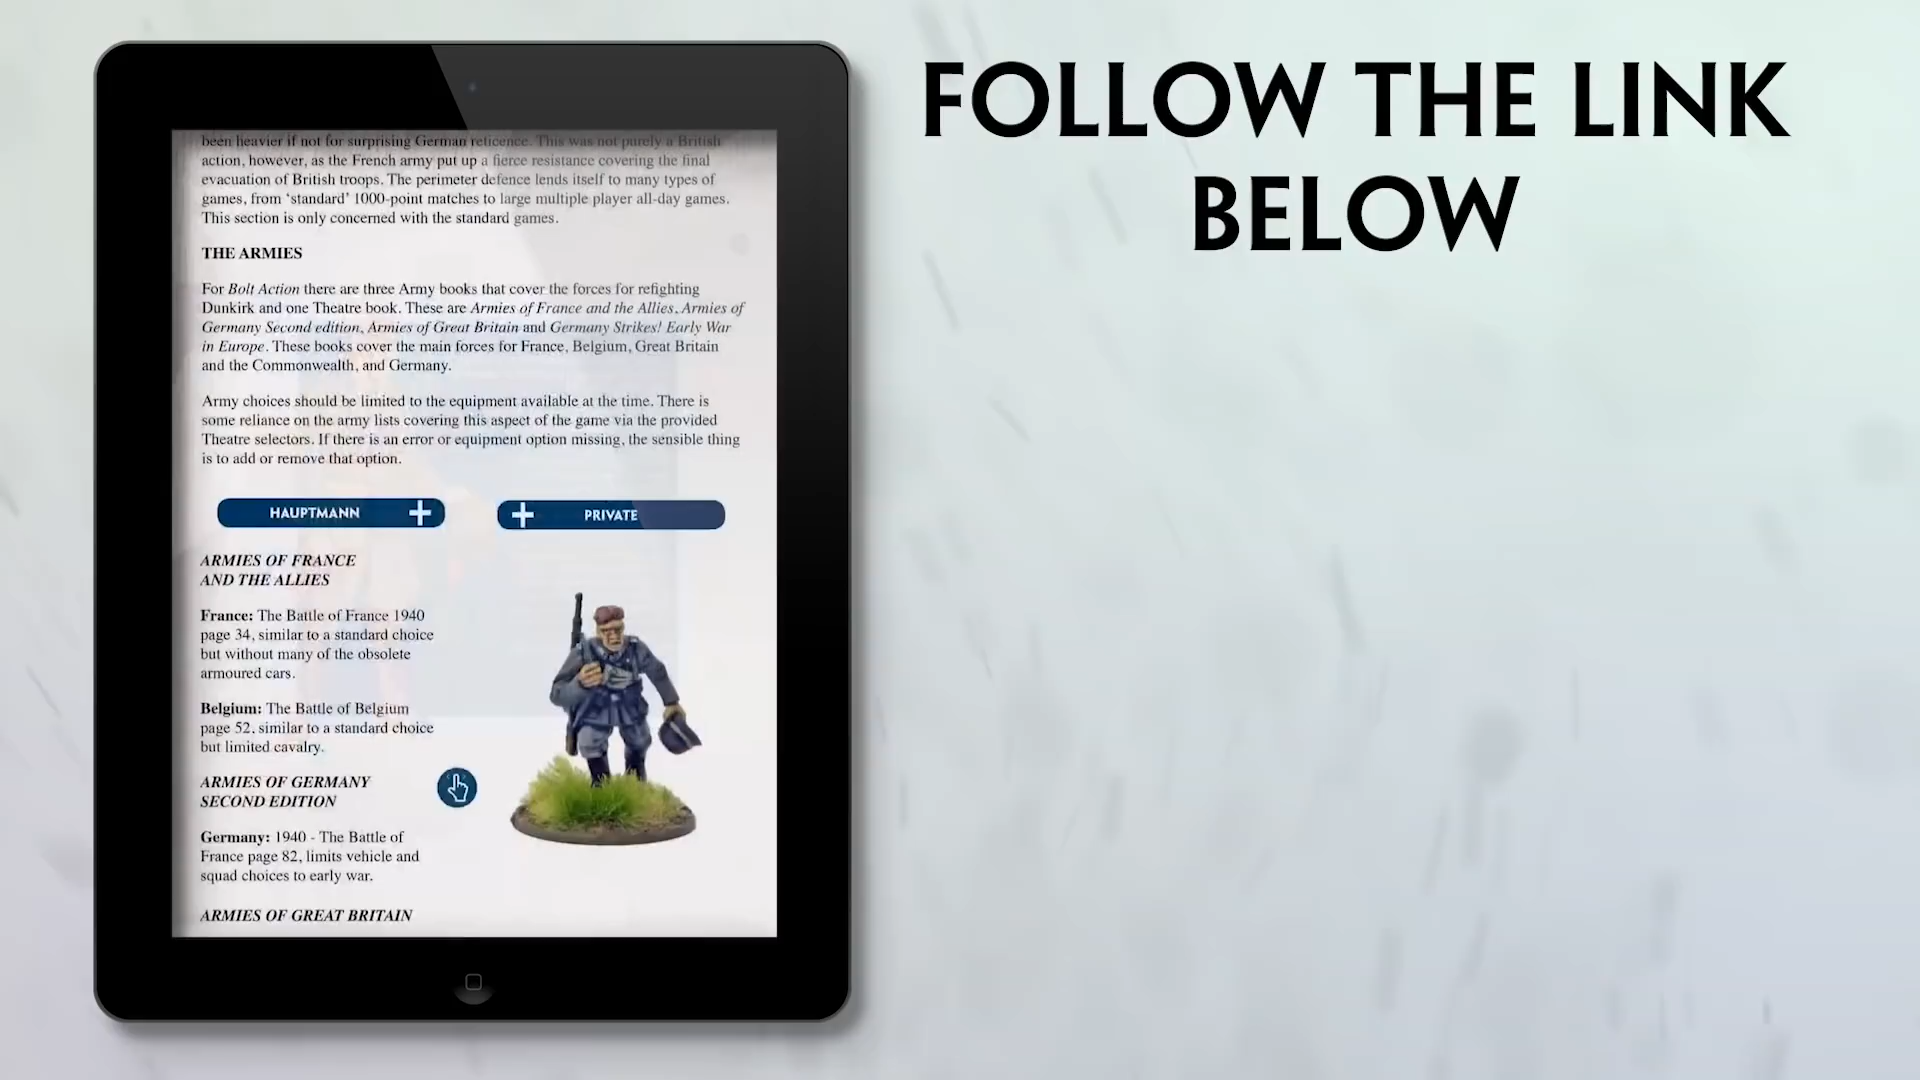 FOLLOW THE LINK
BELOW
been heavier if not for surprising German reticence. This was not purely a British
action, however, as the French army put up a fierce resistance covering the final
evacuation of British troops. The perimeter defence lends itself to many types of
games, from ‘standard’ 1000-point matches to large multiple player all-day games.
This section is only concerned with the standard games.
THE ARMIES
For Bolt Action there are three Army books that cover the forces for refighting
Dunkirk and one Theatre book. These are Armies of France and the Allies, Armies of
Germany Second edition, Armies of Great Britain and Germany Strikes! Early War
in Europe. These books cover the main forces for France, Belgium, Great Britain
and the Commonwealth, and Germany.
Army choices should be limited to the equipment available at the time. There is
some reliance on the army lists covering this aspect of the game via the provided
Theatre selectors. If there is an error or equipment option missing, the sensible thing
is to add or remove that option.
HAUPTMANN
PRIVATE
ARMIES OF FRANCE
AND THE ALLIES
France: The Battle of France 1940
page 34, similar to a standard choice
but without many of the obsolete
armoured cars.
Belgium: The Battle of Belgium
page 52, similar to a standard choice
but limited cavalry.
ARMIES OF GERMANY
SECOND EDITION
Germany: 1940 - The Battle of
France page 82, limits vehicle and
squad choices to early war.
ARMIES OF GREAT BRITAIN